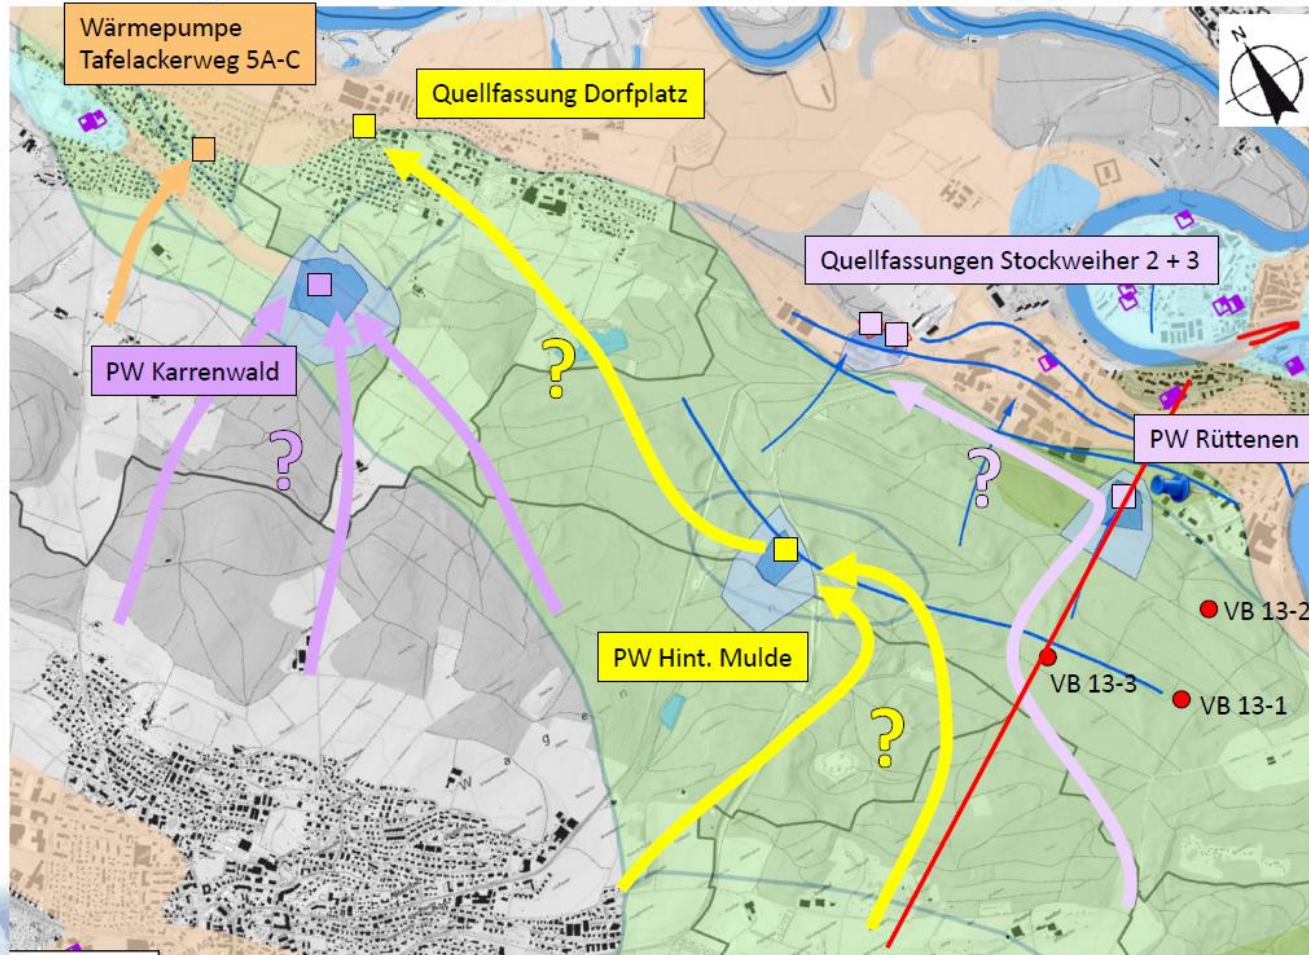 Wärmepumpe
Tafelackerweg 5A-C
N
Quellfassung Dorfplatz
Quellfassungen Stockweiher 2 + 3
?
PW Karrenwald
?
?
PW Rüttenen
PW Hint. Mulde
VB 13-2
VB 13-3
VB 13-1
?